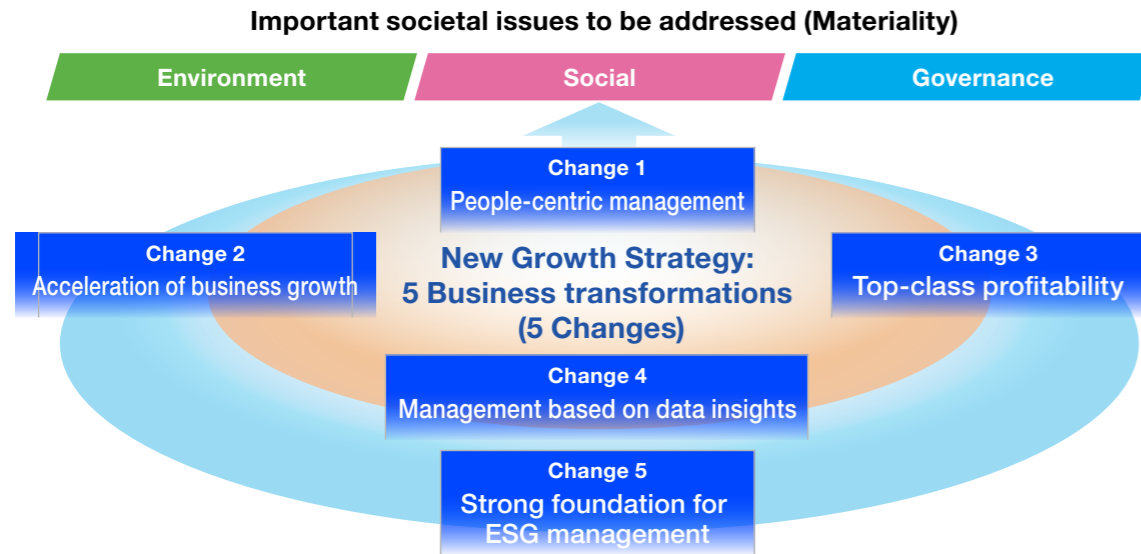 Important societal issues to be addressed (Materiality)
Environment
Social
Governance
Change 1
People-centric management
Change 2
Acceleration of business growth
New Growth Strategy:
5 Business transformations
(5 Changes)
Change 3
Top-class profitability
Change 4
Management based on data insights
Change 5
Strong foundation for
ESG management